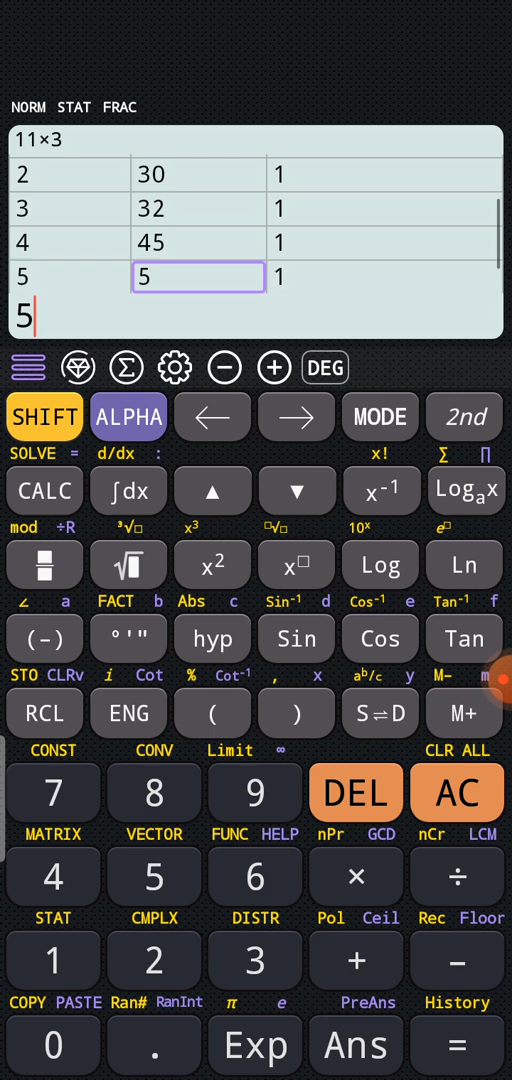 NORM STAT FRAC
11×3
2 30 1
3 32 1
4 45 1
5 5 1
5
DEG
SHIFT ALPHA ← → MODE 2nd
SOLVE = d/dx : x! ∑ ∏
CALC ∫dx ▲ ▼ x⁻¹ Logₐx
mod ÷R ³√□ x³ □√□ 10ˣ e□
√ x² x□ Log Ln
∠ a FACT b Abs c Sin⁻¹ d Cos⁻¹ e Tan⁻¹ f
(−) °'" hyp Sin Cos Tan
STO CLRv i Cot % Cot⁻¹ , x aᵇ/c y M− m
RCL ENG ( ) S⇌D M+
CONST CONV Limit ∞ CLR ALL
7 8 9 DEL AC
MATRIX VECTOR FUNC HELP nPr GCD nCr LCM
4 5 6 × ÷
STAT CMPLX DISTR Pol Ceil Rec Floor
1 2 3 + −
COPY PASTE Ran# RanInt π e PreAns History
0 . Exp Ans =